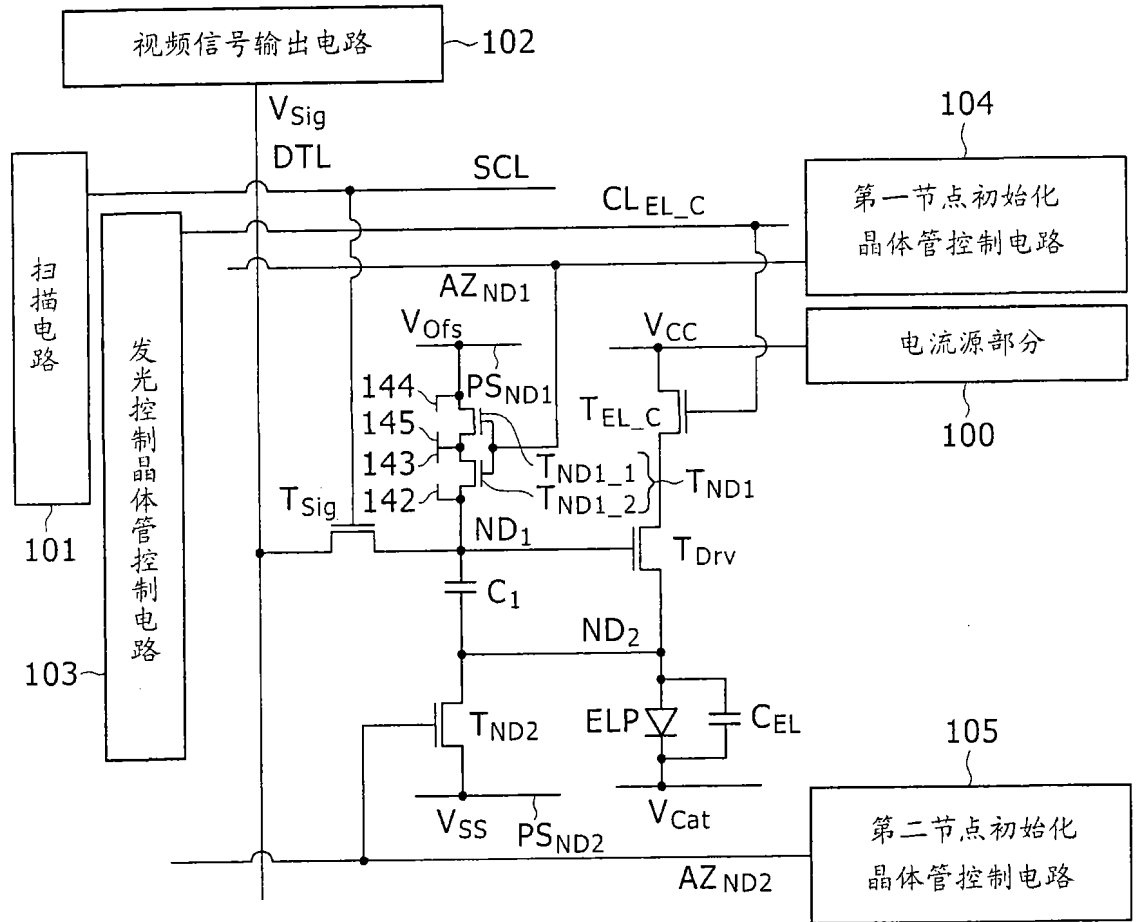 视频信号输出电路
102
V_Sig
DTL
SCL
CL_EL_C
104
第一节点初始化
晶体管控制电路
扫描电路
101
发光控制晶体管控制电路
103
AZ_ND1
V_Ofs
PS_ND1
V_CC
电流源部分
100
144
145
143
142
T_EL_C
T_ND1_1
T_ND1_2
T_ND1
T_Sig
ND_1
T_Drv
C_1
ND_2
T_ND2
ELP
C_EL
V_SS
PS_ND2
V_Cat
105
第二节点初始化
晶体管控制电路
AZ_ND2